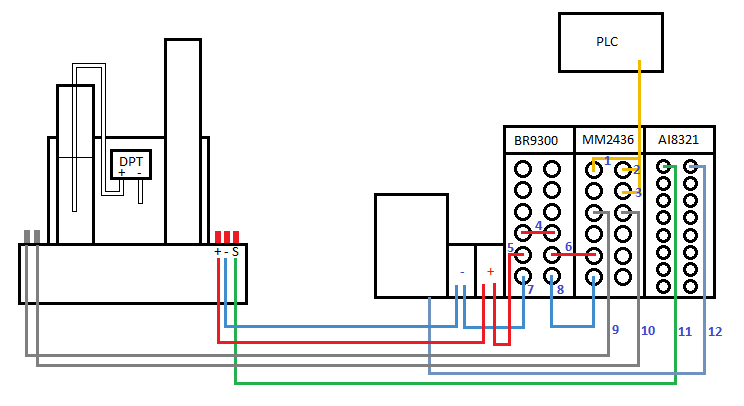 PLC
BR9300 MM2436 AI8321
DPT
+ -
1
2
3
4
5
6
+ - S
- +
7 8
9 10 11 12